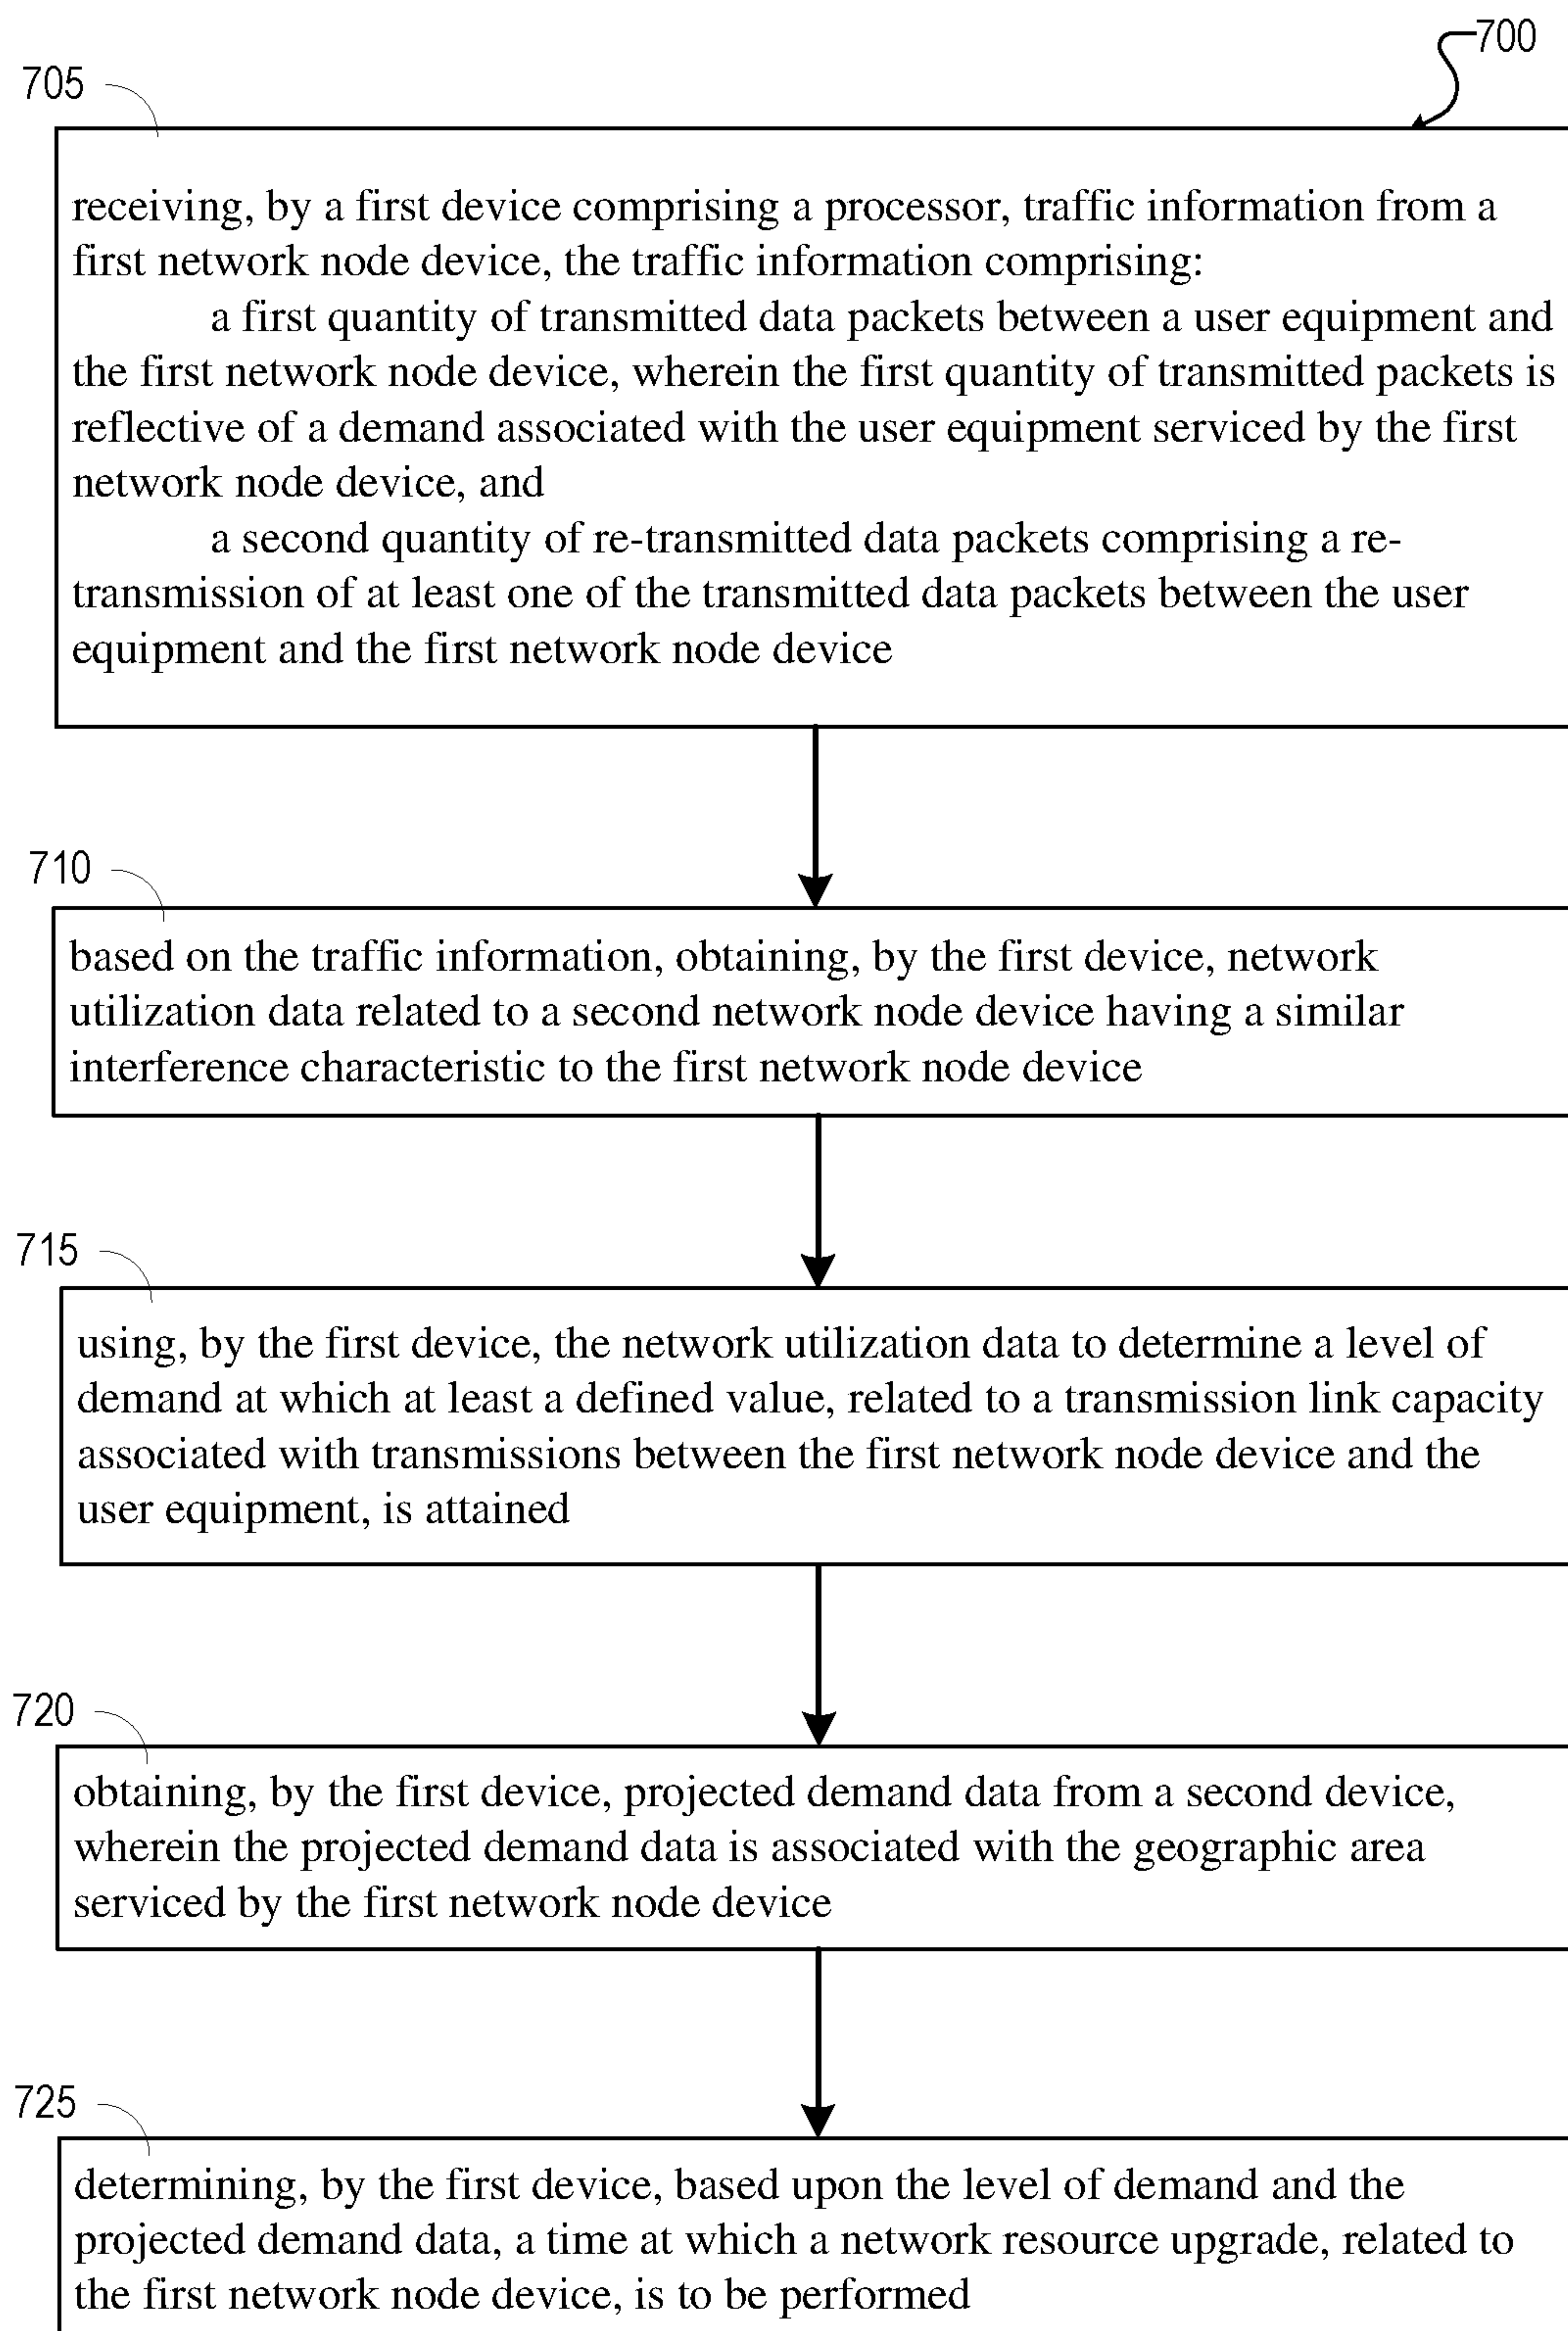 700
705
receiving, by a first device comprising a processor, traffic information from a
first network node device, the traffic information comprising:
a first quantity of transmitted data packets between a user equipment and
the first network node device, wherein the first quantity of transmitted packets is
reflective of a demand associated with the user equipment serviced by the first
network node device, and
a second quantity of re-transmitted data packets comprising a re-
transmission of at least one of the transmitted data packets between the user
equipment and the first network node device
710
based on the traffic information, obtaining, by the first device, network
utilization data related to a second network node device having a similar
interference characteristic to the first network node device
715
using, by the first device, the network utilization data to determine a level of
demand at which at least a defined value, related to a transmission link capacity
associated with transmissions between the first network node device and the
user equipment, is attained
720
obtaining, by the first device, projected demand data from a second device,
wherein the projected demand data is associated with the geographic area
serviced by the first network node device
725
determining, by the first device, based upon the level of demand and the
projected demand data, a time at which a network resource upgrade, related to
the first network node device, is to be performed